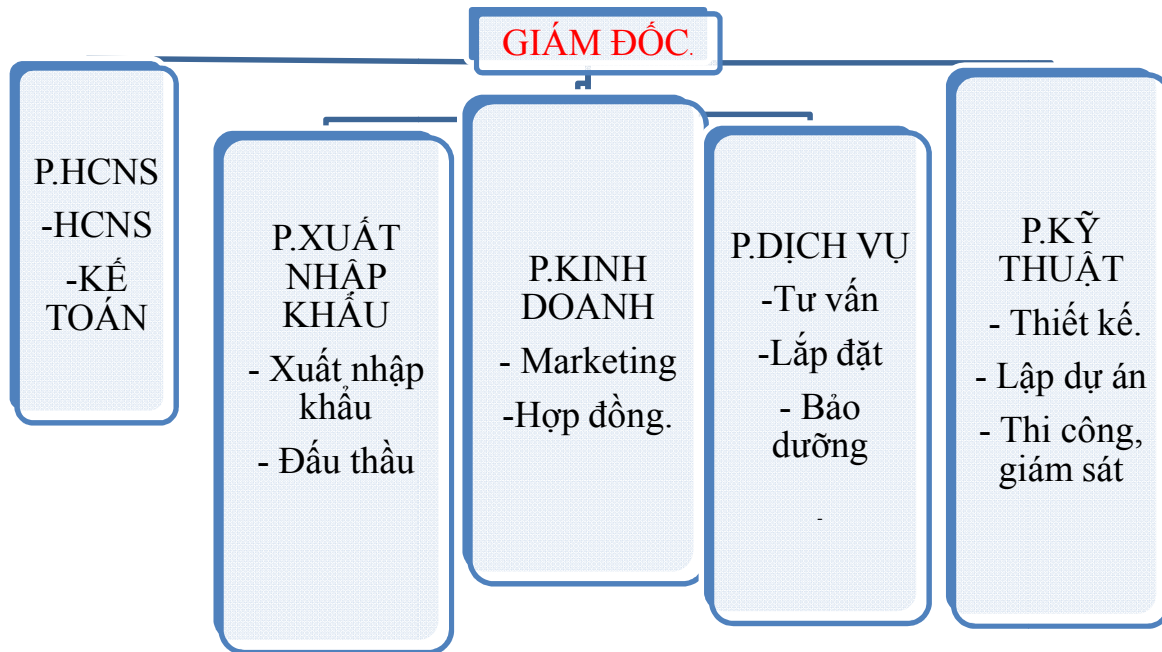 GIÁM ĐỐC.
P.HCNS
-HCNS
-KẾ
TOÁN
P.XUẤT
NHẬP
KHẨU
- Xuất nhập
khẩu
- Đấu thầu
P.KINH
DOANH
- Marketing
-Hợp đồng.
P.DỊCH VỤ
-Tư vấn
-Lắp đặt
- Bảo
dưỡng
-
P.KỸ
THUẬT
- Thiết kế.
- Lập dự án
- Thi công,
giám sát